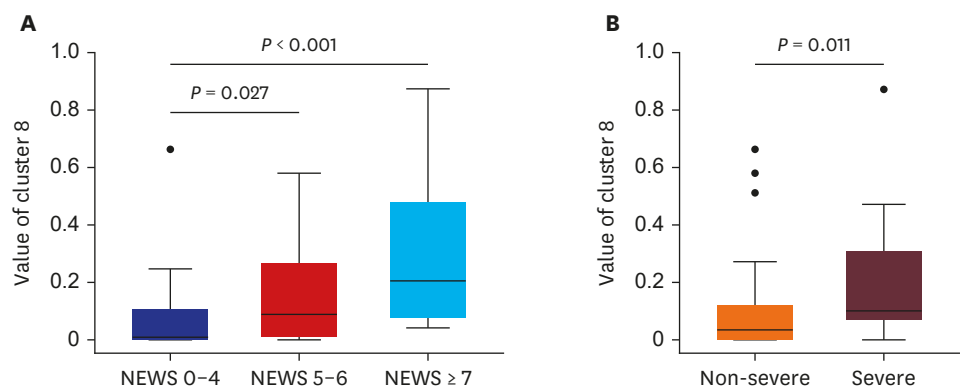 A
Value of cluster 8
1.0
0.8
0.6
0.4
0.2
0
P < 0.001
P = 0.027
NEWS 0–4
NEWS 5–6
NEWS ≥ 7
B
Value of cluster 8
1.0
0.8
0.6
0.4
0.2
0
P = 0.011
Non-severe
Severe